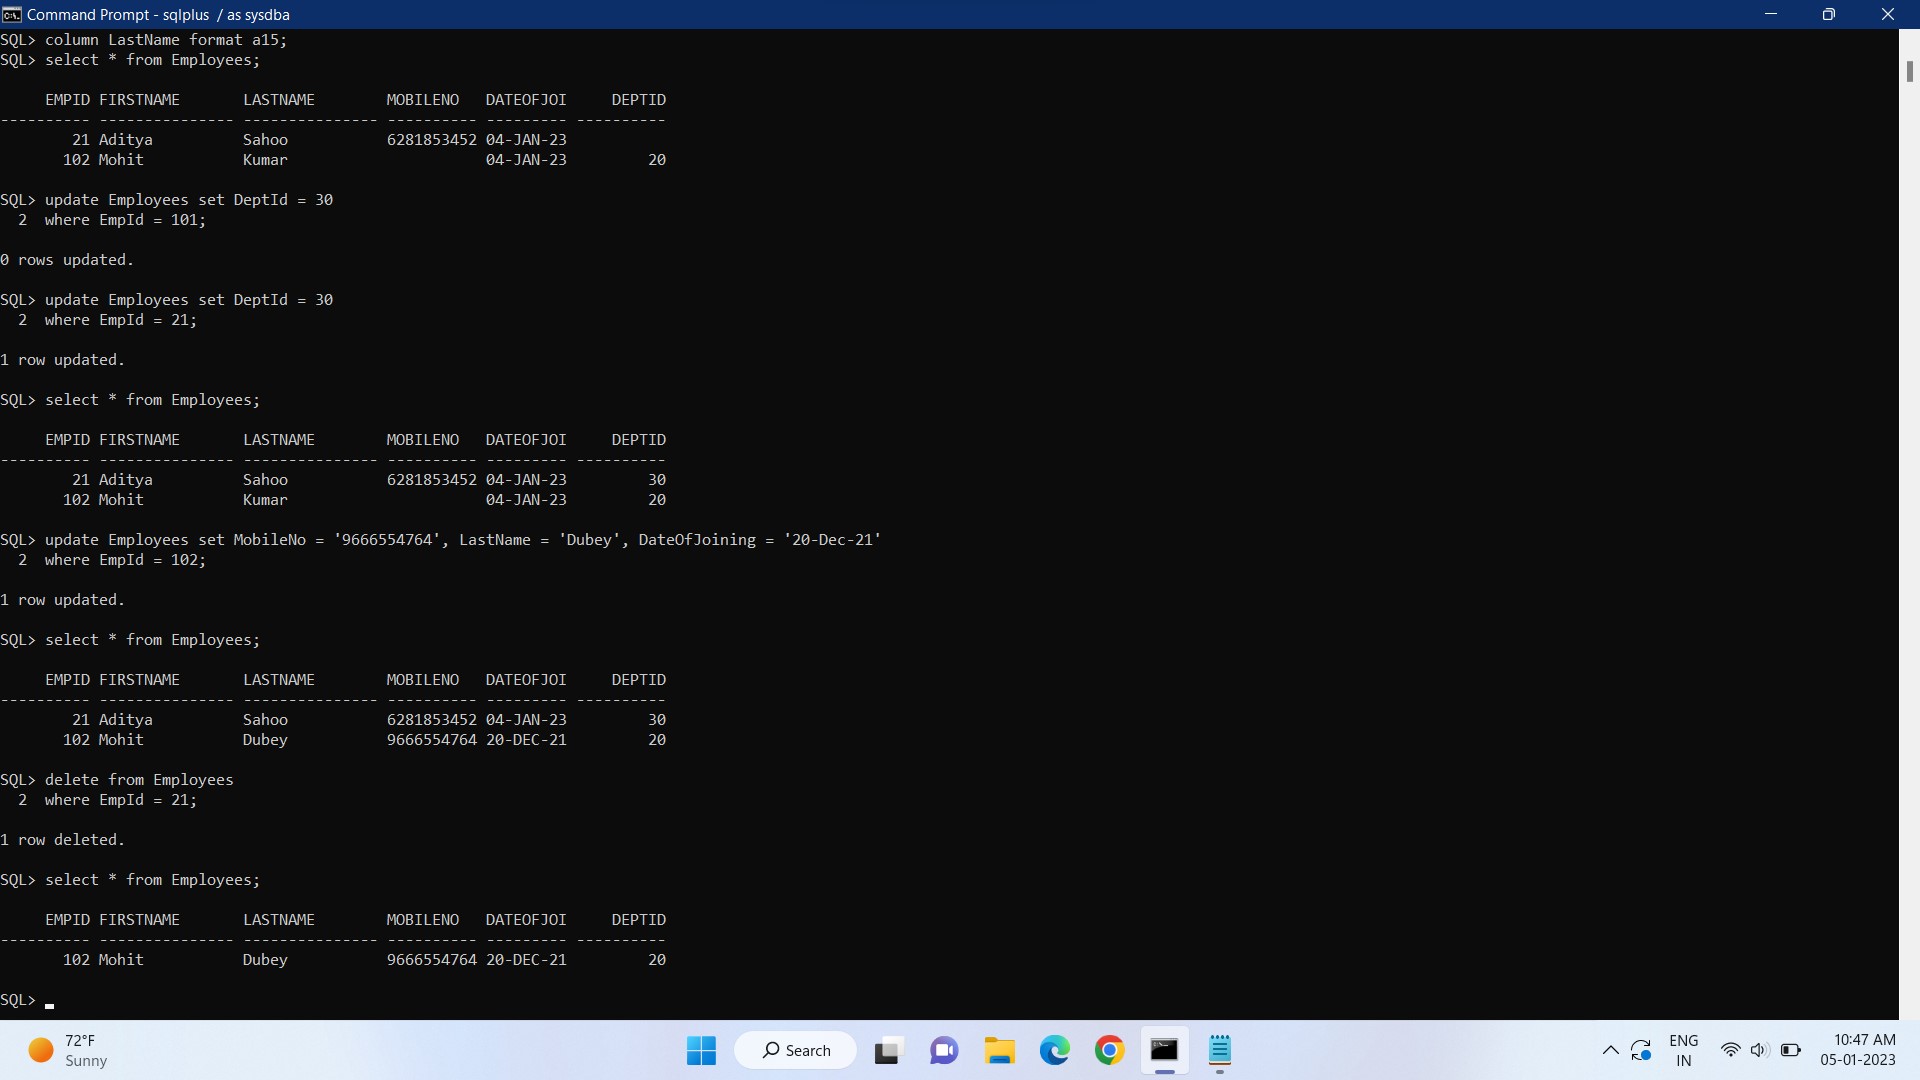 Command Prompt - sqlplus  / as sysdba
SQL> column LastName format a15;
SQL> select * from Employees;

     EMPID FIRSTNAME       LASTNAME        MOBILENO   DATEOFJOI     DEPTID
---------- --------------- --------------- ---------- --------- ----------
        21 Aditya          Sahoo           6281853452 04-JAN-23
       102 Mohit           Kumar                      04-JAN-23         20

SQL> update Employees set DeptId = 30
  2  where EmpId = 101;

0 rows updated.

SQL> update Employees set DeptId = 30
  2  where EmpId = 21;

1 row updated.

SQL> select * from Employees;

     EMPID FIRSTNAME       LASTNAME        MOBILENO   DATEOFJOI     DEPTID
---------- --------------- --------------- ---------- --------- ----------
        21 Aditya          Sahoo           6281853452 04-JAN-23         30
       102 Mohit           Kumar                      04-JAN-23         20

SQL> update Employees set MobileNo = '9666554764', LastName = 'Dubey', DateOfJoining = '20-Dec-21'
  2  where EmpId = 102;

1 row updated.

SQL> select * from Employees;

     EMPID FIRSTNAME       LASTNAME        MOBILENO   DATEOFJOI     DEPTID
---------- --------------- --------------- ---------- --------- ----------
        21 Aditya          Sahoo           6281853452 04-JAN-23         30
       102 Mohit           Dubey           9666554764 20-DEC-21         20

SQL> delete from Employees
  2  where EmpId = 21;

1 row deleted.

SQL> select * from Employees;

     EMPID FIRSTNAME       LASTNAME        MOBILENO   DATEOFJOI     DEPTID
---------- --------------- --------------- ---------- --------- ----------
       102 Mohit           Dubey           9666554764 20-DEC-21         20

SQL>
72°F
Sunny
Search
ENG
IN
10:47 AM
05-01-2023